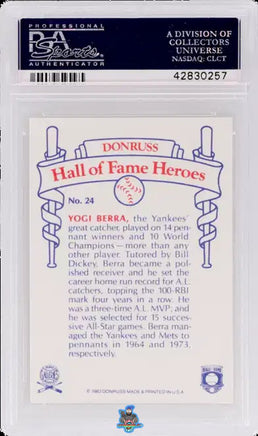 PROFESSIONAL
PSA
Sports
AUTHENTICATOR
A DIVISION OF
COLLECTORS
UNIVERSE
NASDAQ: CLCT
42830257
DONRUSS
Hall of Fame Heroes
No. 24
YOGI BERRA, the Yankees'
great catcher, played on 14 pen-
nant winners and 10 World
Champions—more than any
other player. Tutored by Bill
Dickey, Berra became a pol-
ished receiver and he set the
career home run record for A.L.
catchers, topping the 100-RBI
mark four years in a row. He
was a three-time A.L. MVP; and
he was selected for 15 succes-
sive All-Star games. Berra man-
aged the Yankees and Mets to
pennants in 1964 and 1973,
respectively.
© 1983 DONRUSS MADE & PRINTED IN U.S.A.